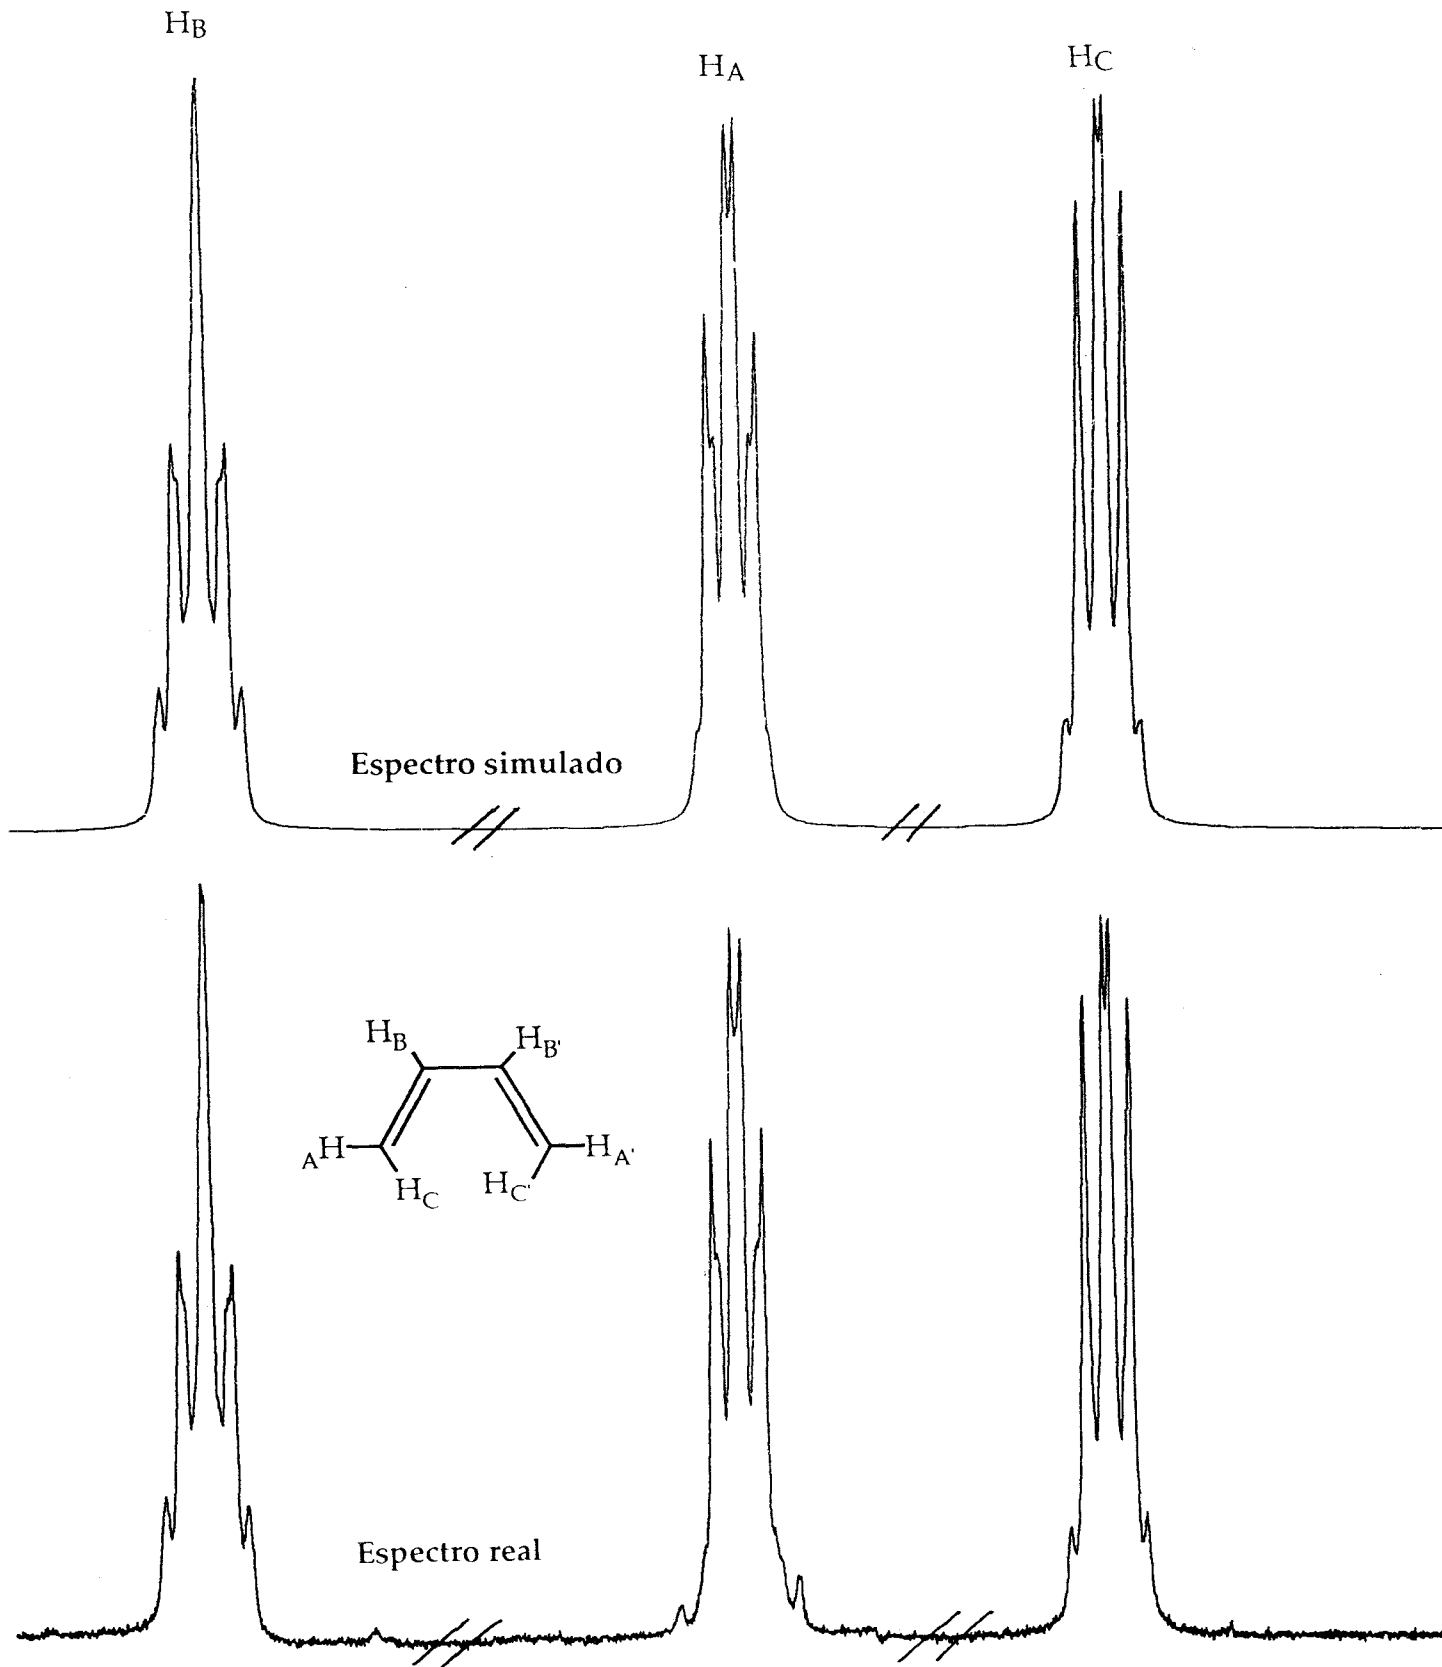 HB
HA
HC
Espectro simulado
HB HB'
AH HA'
HC HC'
Espectro real